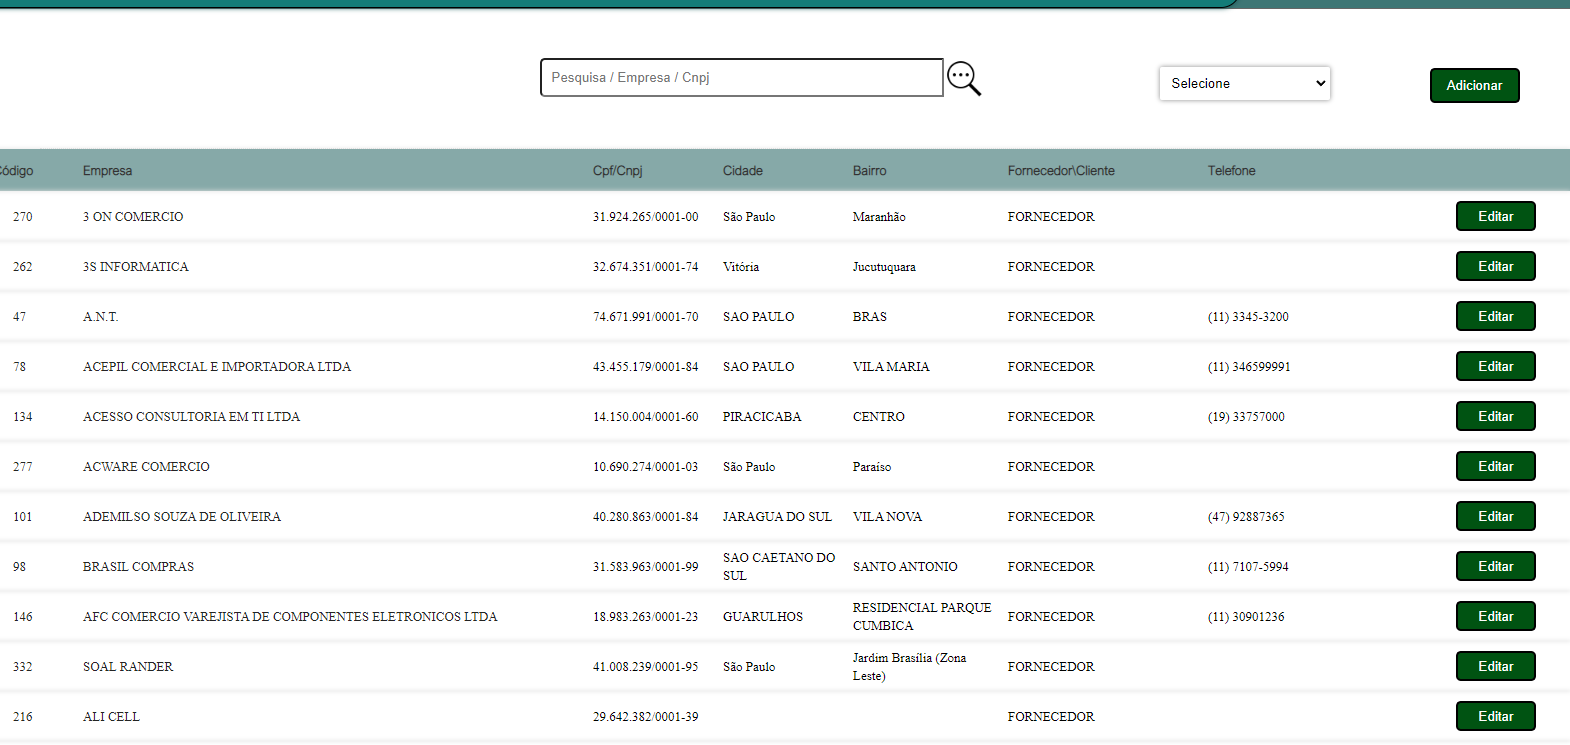 Pesquisa / Empresa / Cnpj
Selecione
Adicionar
Código Empresa Cpf/Cnpj Cidade Bairro Fornecedor\Cliente Telefone
270 3 ON COMERCIO 31.924.265/0001-00 São Paulo Maranhão FORNECEDOR Editar
262 3S INFORMATICA 32.674.351/0001-74 Vitória Jucutuquara FORNECEDOR Editar
47 A.N.T. 74.671.991/0001-70 SAO PAULO BRAS FORNECEDOR (11) 3345-3200 Editar
78 ACEPIL COMERCIAL E IMPORTADORA LTDA 43.455.179/0001-84 SAO PAULO VILA MARIA FORNECEDOR (11) 346599991 Editar
134 ACESSO CONSULTORIA EM TI LTDA 14.150.004/0001-60 PIRACICABA CENTRO FORNECEDOR (19) 33757000 Editar
277 ACWARE COMERCIO 10.690.274/0001-03 São Paulo Paraíso FORNECEDOR Editar
101 ADEMILSO SOUZA DE OLIVEIRA 40.280.863/0001-84 JARAGUA DO SUL VILA NOVA FORNECEDOR (47) 92887365 Editar
98 BRASIL COMPRAS 31.583.963/0001-99 SAO CAETANO DO SUL SANTO ANTONIO FORNECEDOR (11) 7107-5994 Editar
146 AFC COMERCIO VAREJISTA DE COMPONENTES ELETRONICOS LTDA 18.983.263/0001-23 GUARULHOS RESIDENCIAL PARQUE CUMBICA FORNECEDOR (11) 30901236 Editar
332 SOAL RANDER 41.008.239/0001-95 São Paulo Jardim Brasília (Zona Leste) FORNECEDOR Editar
216 ALI CELL 29.642.382/0001-39 FORNECEDOR Editar